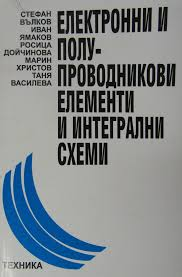 СТЕФАН
ВЪЛКОВ
ИВАН
ЯМАКОВ
РОСИЦА
ДОЙЧИНОВА
МАРИН
ХРИСТОВ
ТАНЯ
ВАСИЛЕВА
ЕЛЕКТРОННИ И
ПОЛУ-
ПРОВОДНИКОВИ
ЕЛЕМЕНТИ
И ИНТЕГРАЛНИ
СХЕМИ
ТЕХНИКА